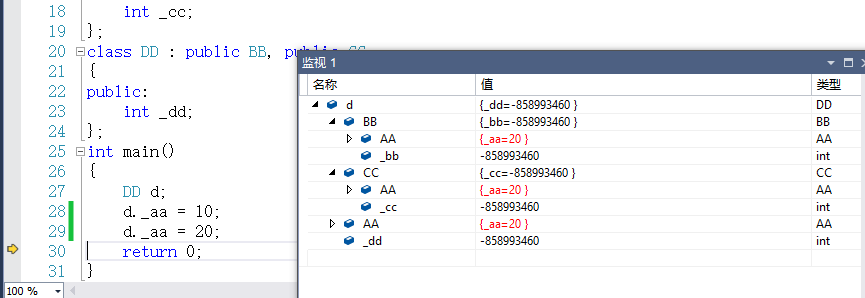 18 int _cc;
19 };
20 class DD : public BB, public CC
21 {
22 public:
23 int _dd;
24 };
25 int main()
26 {
27 DD d;
28 d._aa = 10;
29 d._aa = 20;
30 return 0;
31 }
100 %
监视 1
名称 值 类型
d {_dd=-858993460 } DD
BB {_bb=-858993460 } BB
AA {_aa=20 } AA
_bb -858993460 int
CC {_cc=-858993460 } CC
AA {_aa=20 } AA
_cc -858993460 int
AA {_aa=20 } AA
_dd -858993460 int